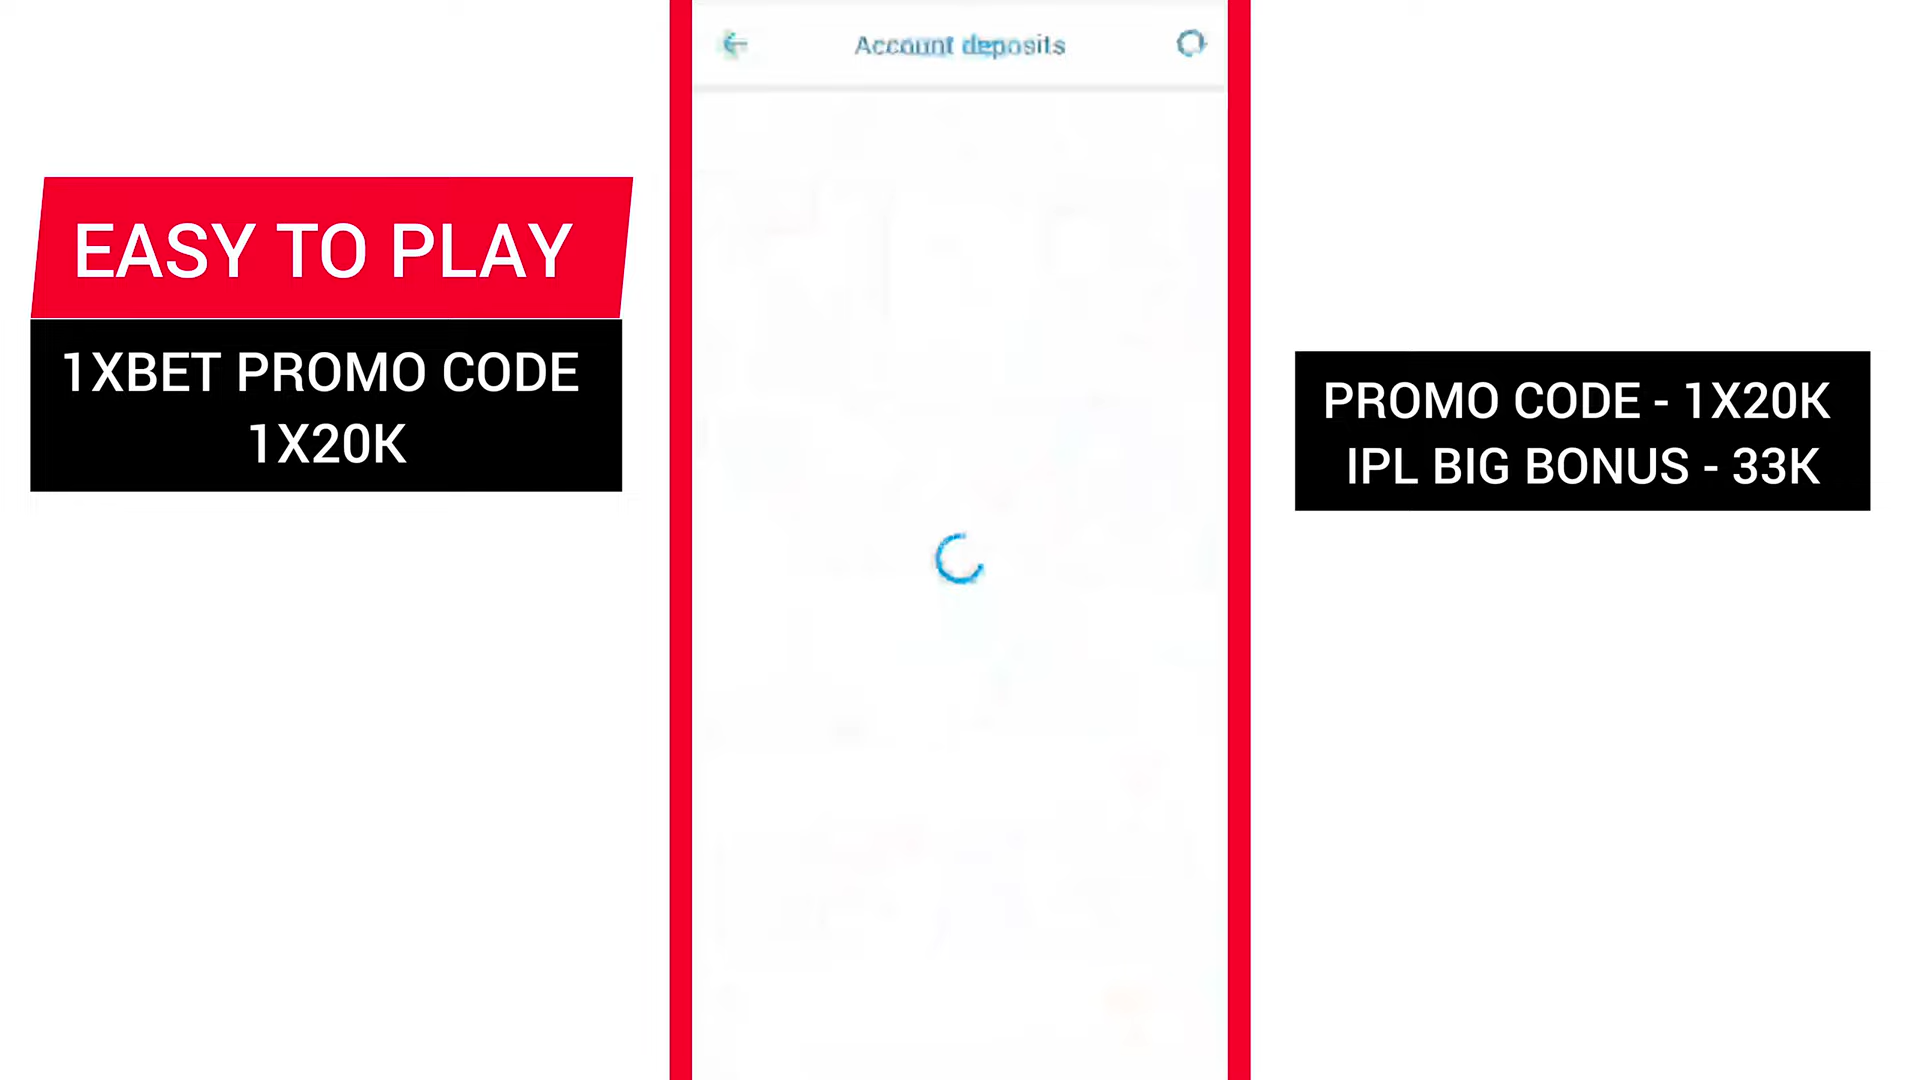 Account deposits
EASY TO PLAY
1XBET PROMO CODE
1X20K
PROMO CODE - 1X20K
IPL BIG BONUS - 33K